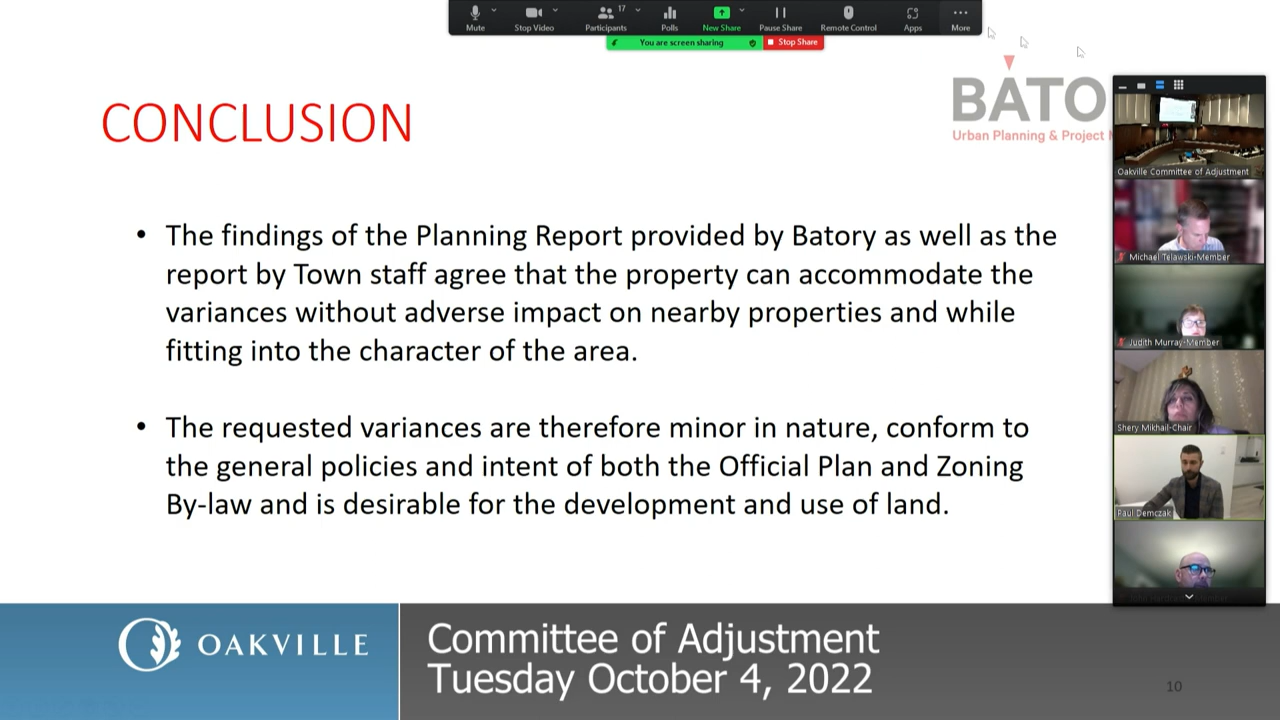 17
Mute
Stop Video
Participants
Polls
New Share
Pause Share
Remote Control
Apps
More
You are screen sharing
Stop Share
CONCLUSION
BATO
Urban Planning & Project
• The findings of the Planning Report provided by Batory as well as the
report by Town staff agree that the property can accommodate the
variances without adverse impact on nearby properties and while
fitting into the character of the area.
• The requested variances are therefore minor in nature, conform to
the general policies and intent of both the Official Plan and Zoning
By-law and is desirable for the development and use of land.
Oakville Committee of Adjustment
Michael Telawski-Member
Judith Murray-Member
Shery Mikhail-Chair
Paul Demczak
OAKVILLE
Committee of Adjustment
Tuesday October 4, 2022
10